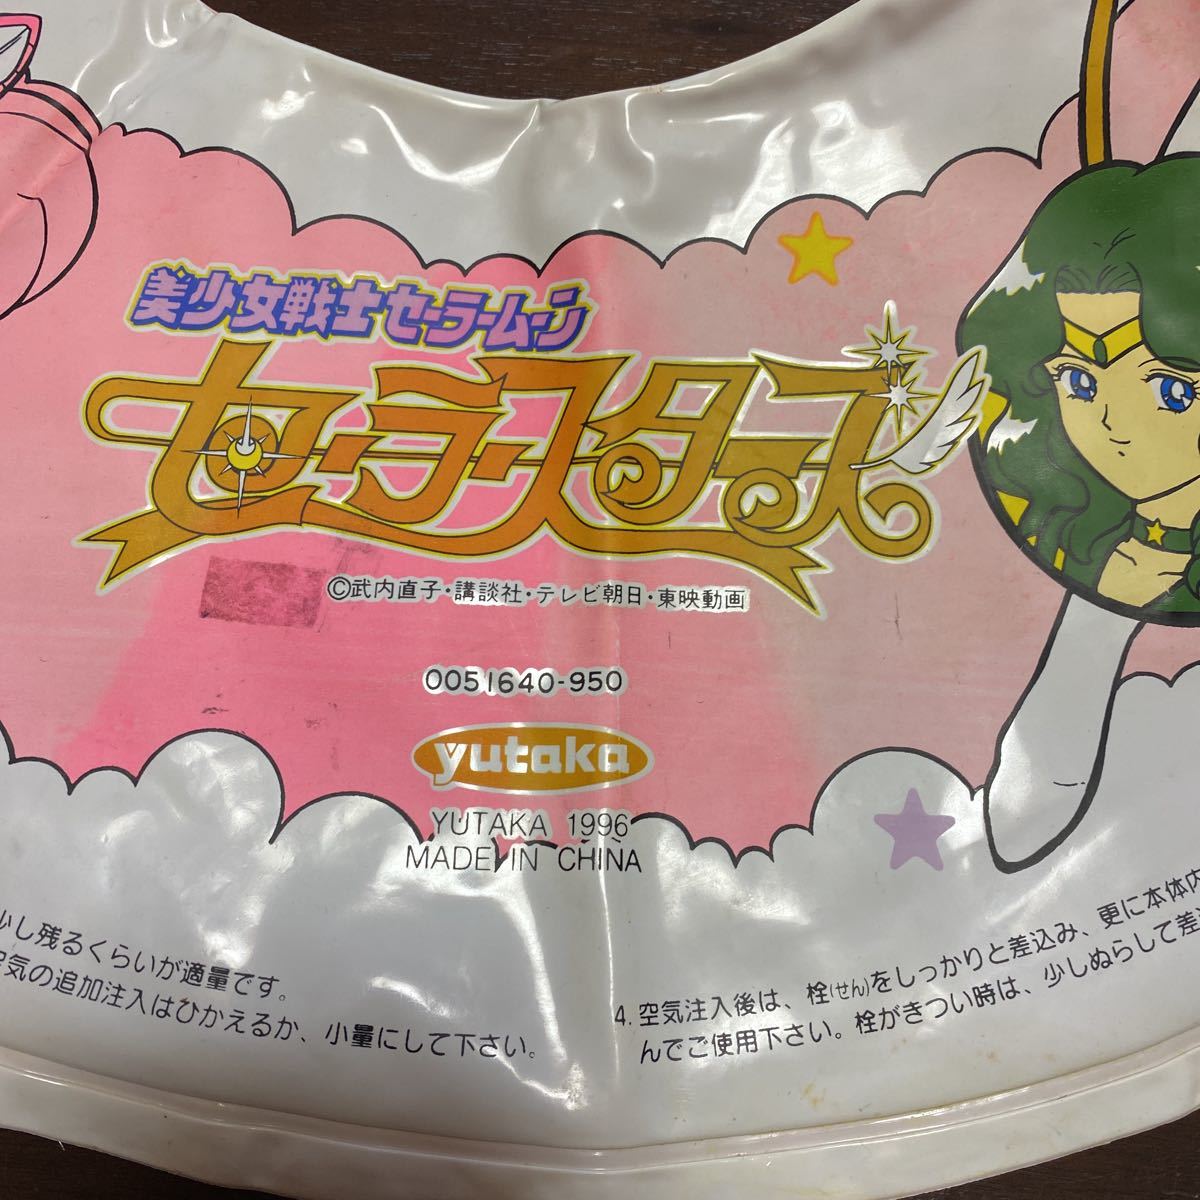 美少女戦士セーラームーン
セーラースターズ
©武内直子・講談社・テレビ朝日・東映動画
0051640-950
yutaka
YUTAKA 1996
MADE IN CHINA
少し残るくらいが適量です。
空気の追加注入はひかえるか、小量にして下さい。
4. 空気注入後は、栓(せん)をしっかりと差込み、更に本体内
んでご使用下さい。栓がきつい時は、少しぬらして差